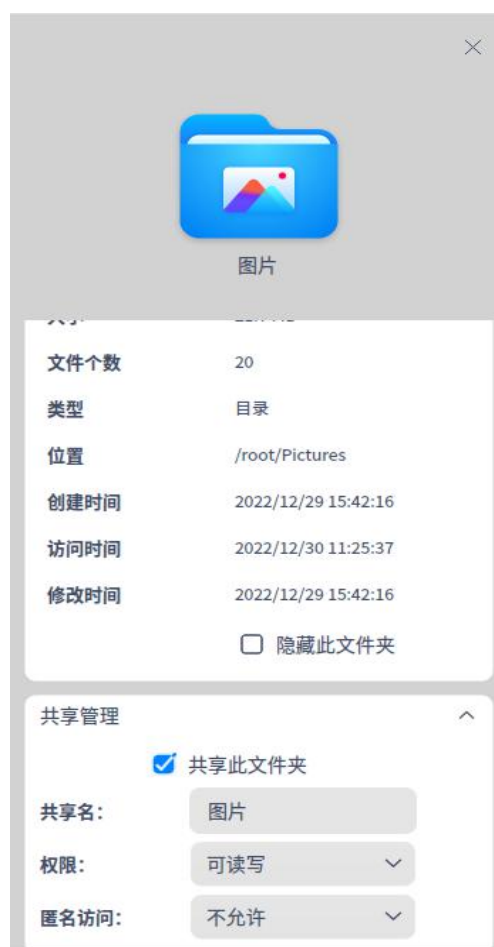 图片
文件个数 20
类型 目录
位置 /root/Pictures
创建时间 2022/12/29 15:42:16
访问时间 2022/12/30 11:25:37
修改时间 2022/12/29 15:42:16
隐藏此文件夹
共享管理
共享此文件夹
共享名: 图片
权限: 可读写
匿名访问: 不允许